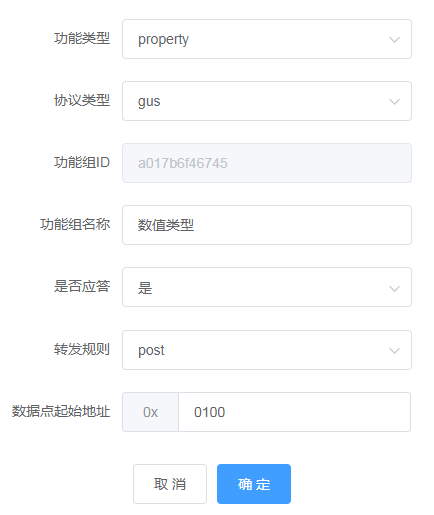 功能类型 property
协议类型 gus
功能组ID a017b6f46745
功能组名称 数值类型
是否应答 是
转发规则 post
数据点起始地址 0x 0100
取 消 确 定